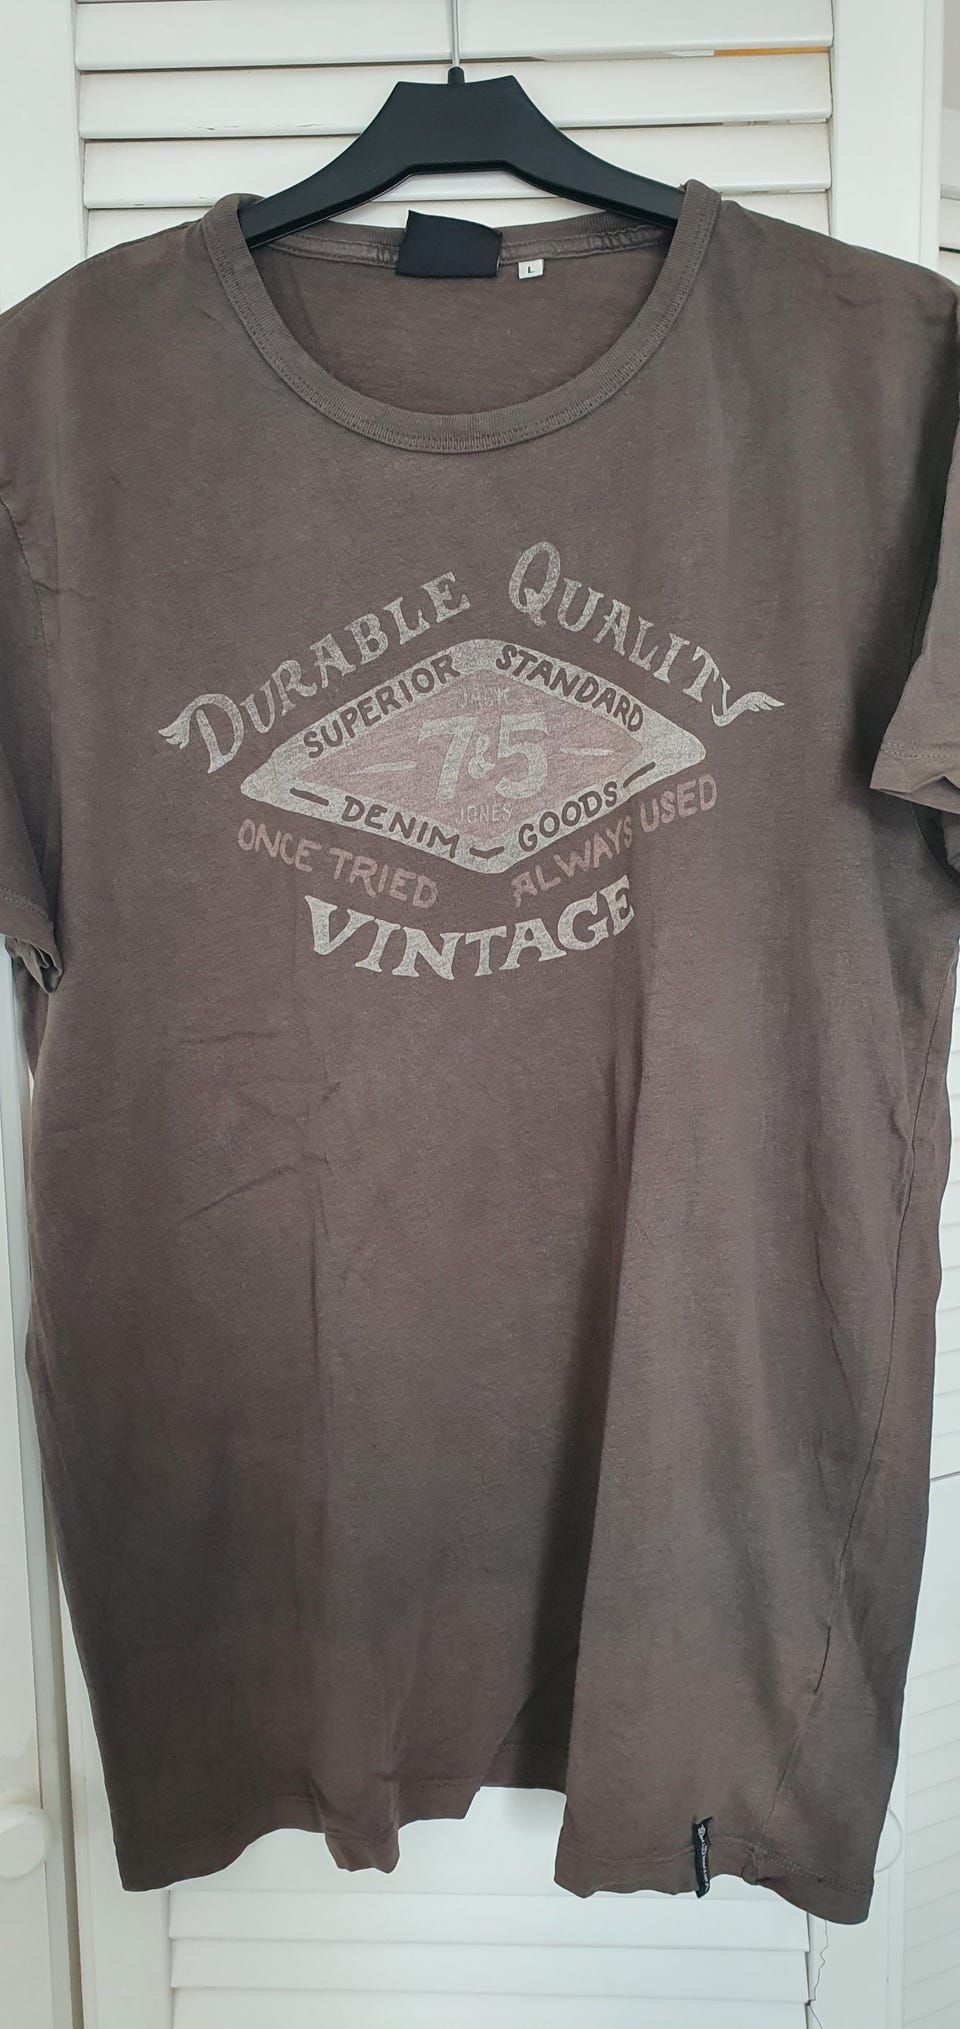 L
DURABLE QUALITY
SUPERIOR STANDARD
JACK
7&5
JONES
DENIM GOODS
ONCE TRIED ALWAYS USED
VINTAGE